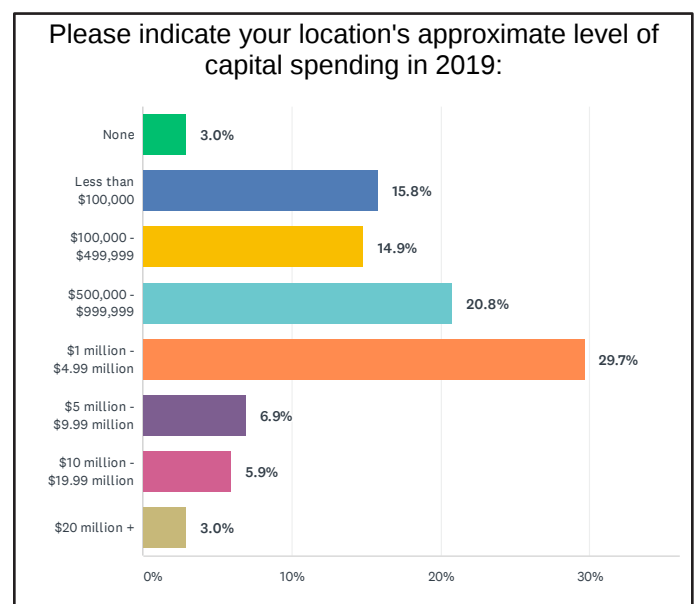 Please indicate your location's approximate level of
capital spending in 2019:
None
3.0%
Less than
$100,000
15.8%
$100,000 -
$499,999
14.9%
$500,000 -
$999,999
20.8%
$1 million -
$4.99 million
29.7%
$5 million -
$9.99 million
6.9%
$10 million -
$19.99 million
5.9%
$20 million +
3.0%
0% 10% 20% 30%